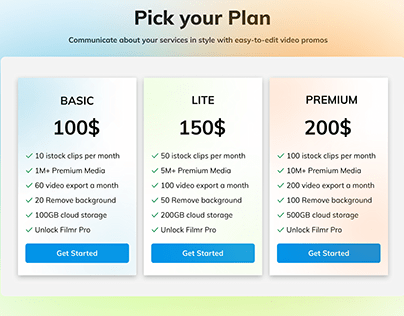 Pick your Plan
Communicate about your services in style with easy-to-edit video promos
BASIC
100$
10 istock clips per month
1M+ Premium Media
60 video export a month
20 Remove background
100GB cloud storage
Unlock Filmr Pro
Get Started
LITE
150$
50 istock clips per month
5M+ Premium Media
100 video export a month
50 Remove background
200GB cloud storage
Unlock Filmr Pro
Get Started
PREMIUM
200$
100 istock clips per month
10M+ Premium Media
200 video export a month
100 Remove background
500GB cloud storage
Unlock Filmr Pro
Get Started